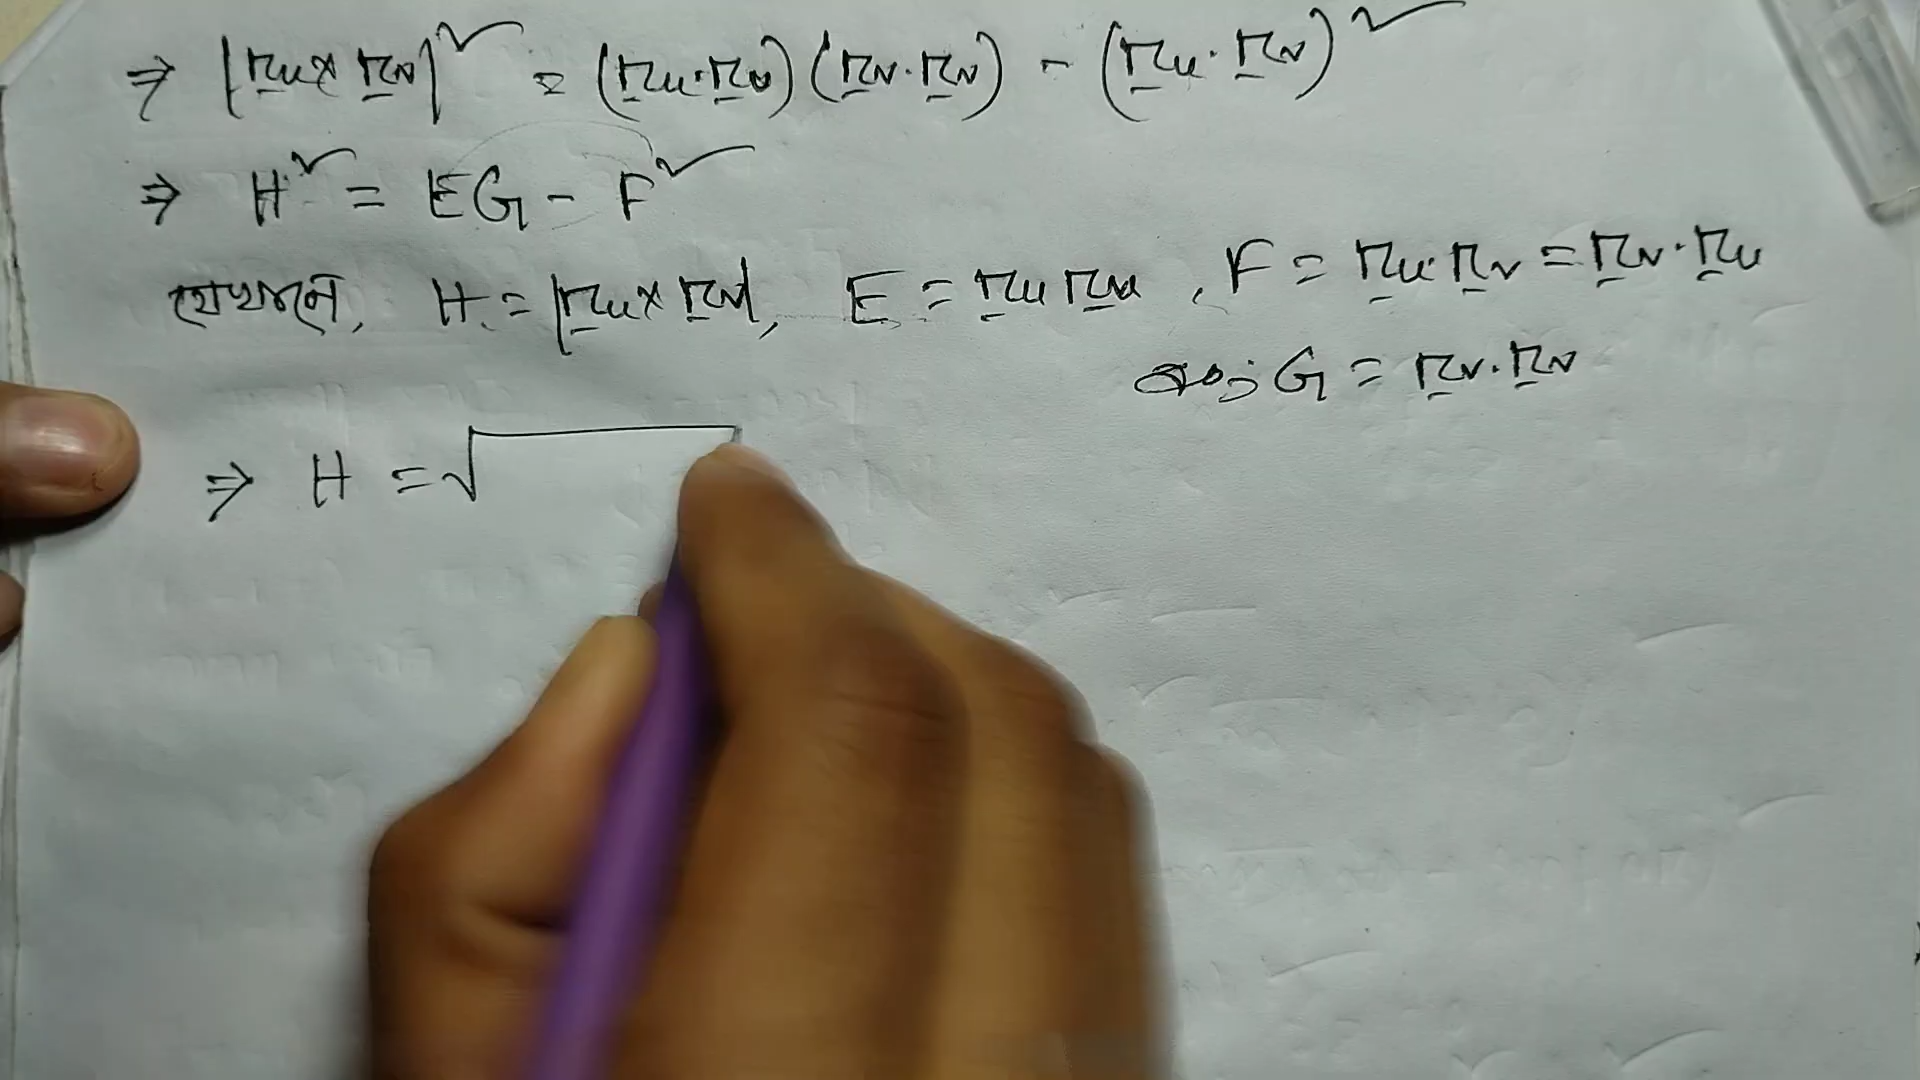 ⇒ |r̲u × r̲v|² = (r̲u · r̲u) (r̲v · r̲v) - (r̲u · r̲v)²
⇒ H² = EG - F²
যেখানে, H = |r̲u × r̲v|, E = r̲u r̲u , F = r̲u · r̲v = r̲v · r̲u
এবং G = r̲v · r̲v
⇒ H = √